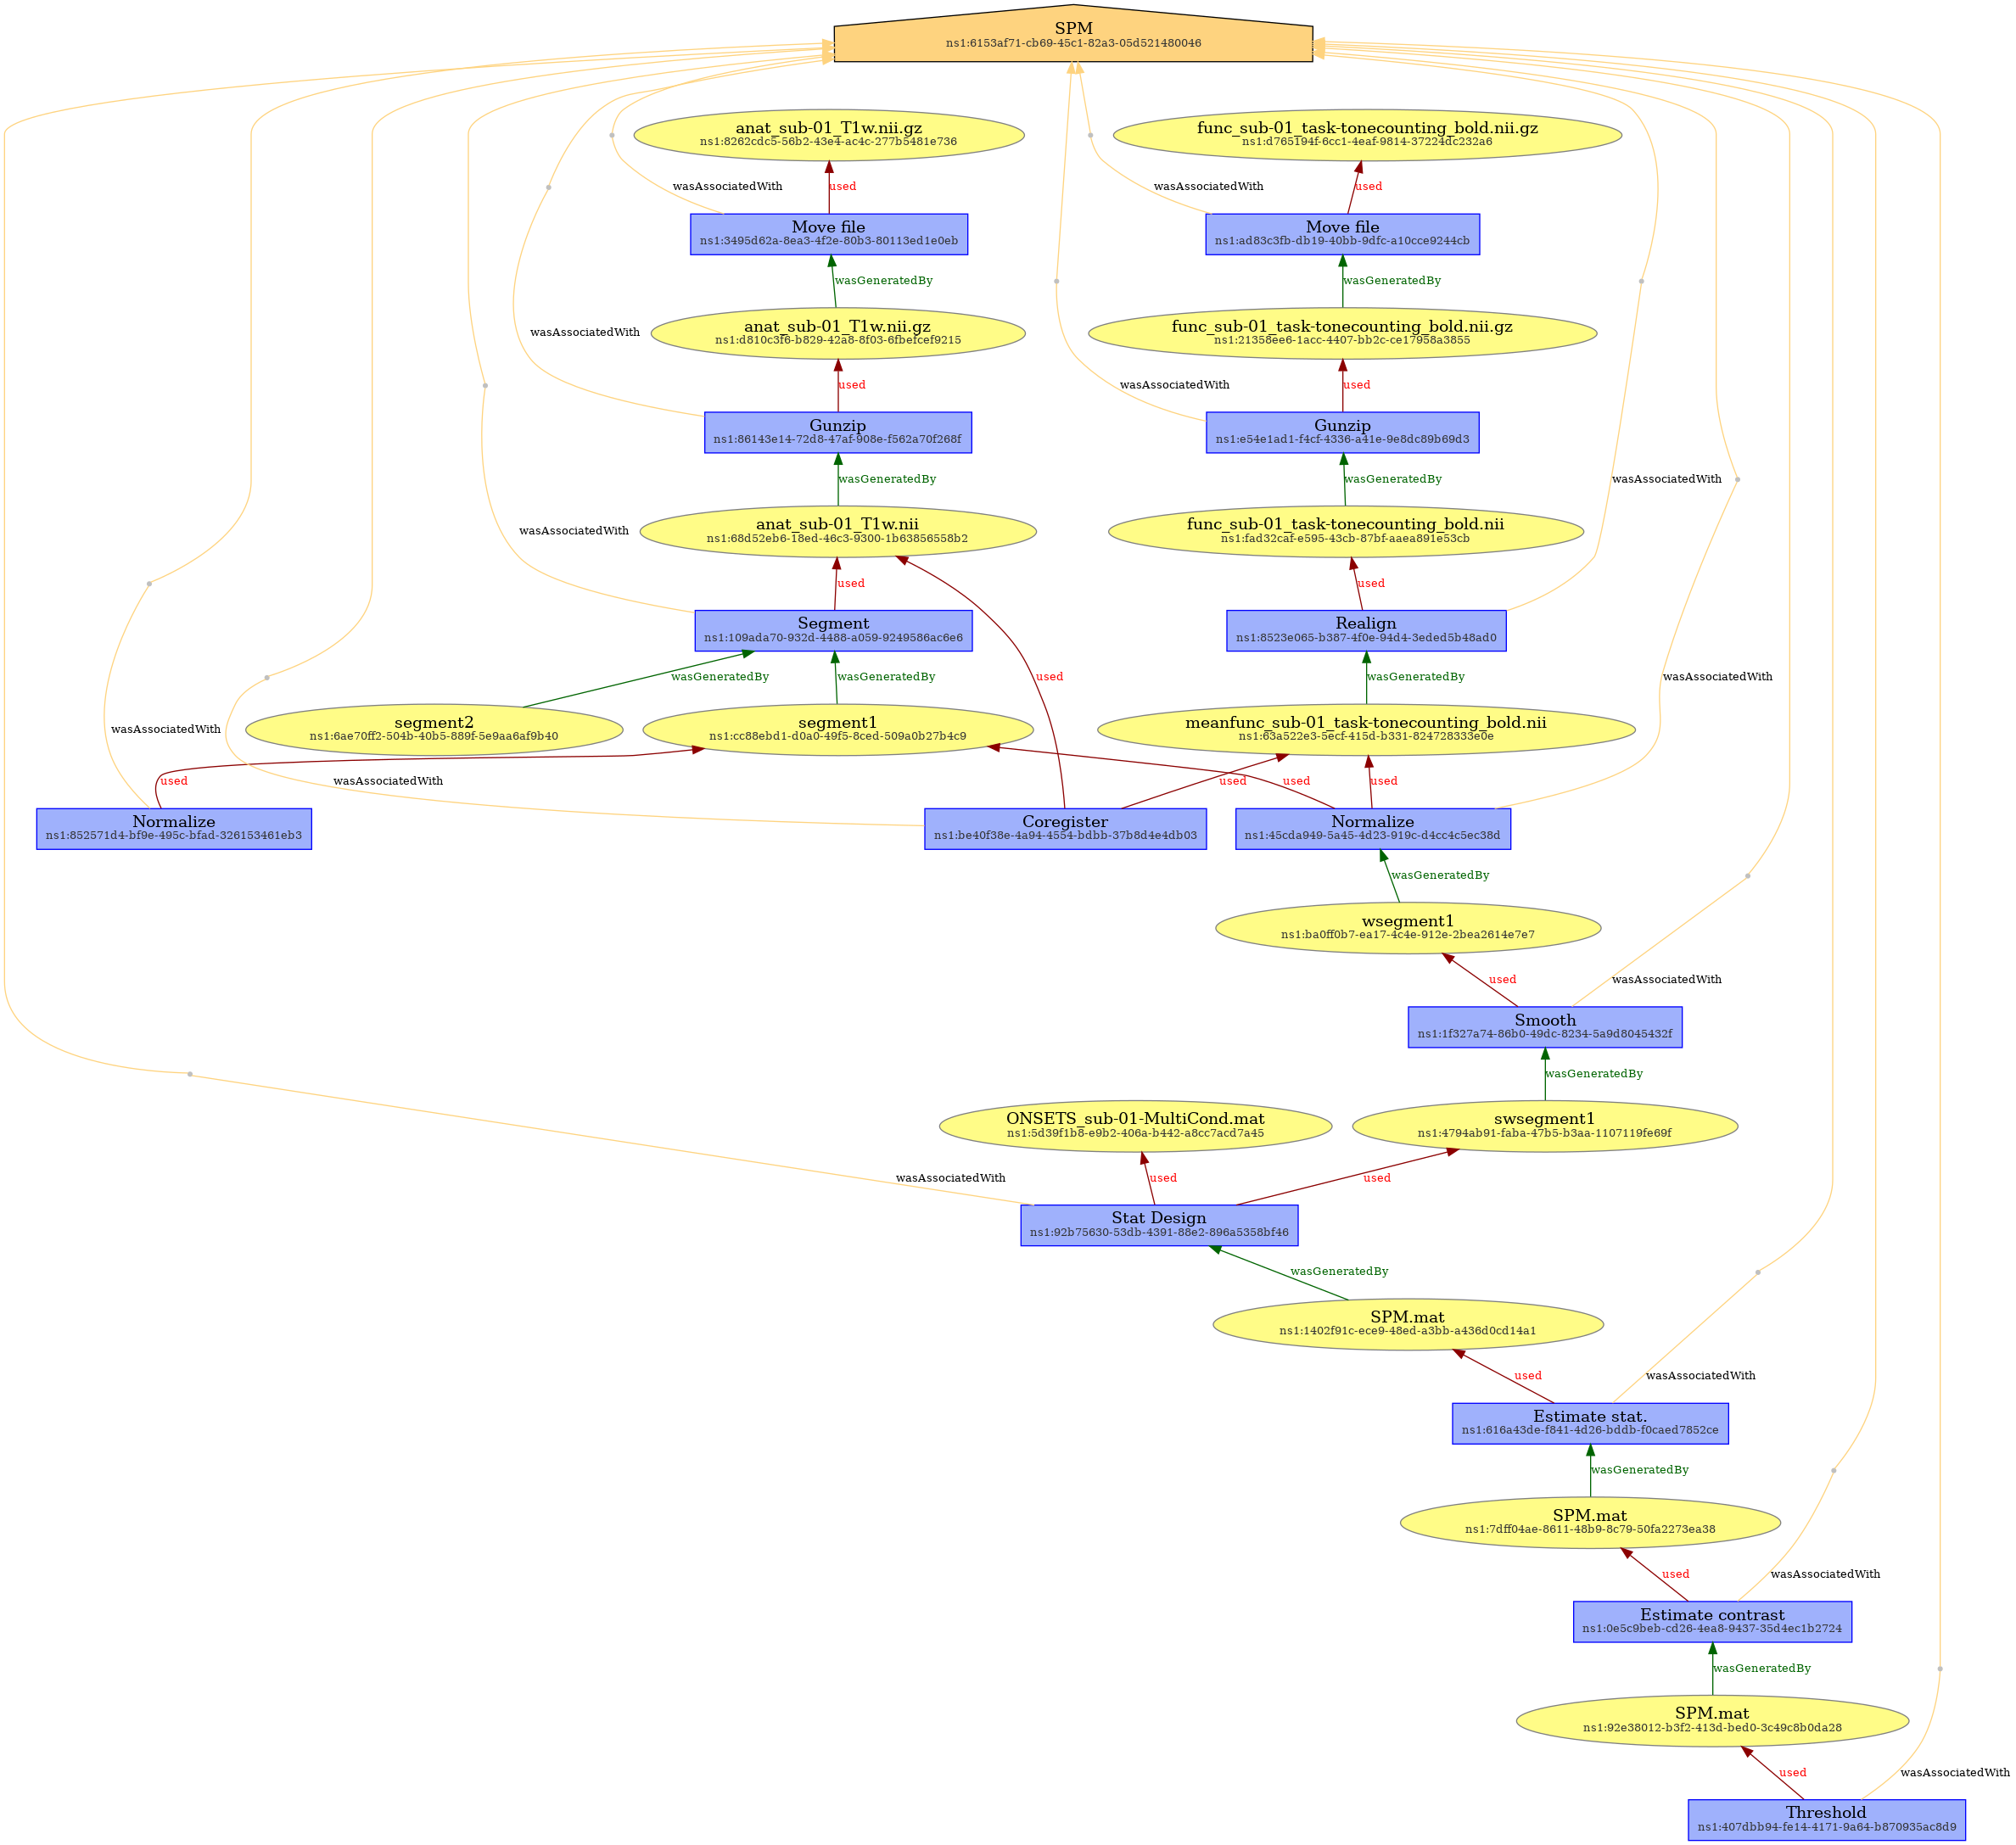 SPM
ns1:6153af71-cb69-45c1-82a3-05d521480046
anat_sub-01_T1w.nii.gz
ns1:8262cdc5-56b2-43e4-ac4c-277b5481e736
func_sub-01_task-tonecounting_bold.nii.gz
ns1:d765194f-6cc1-4eaf-9814-37224dc232a6
wasAssociatedWith
used
wasAssociatedWith
used
Move file
ns1:3495d62a-8ea3-4f2e-80b3-80113ed1e0eb
Move file
ns1:ad83c3fb-db19-40bb-9dfc-a10cce9244cb
wasGeneratedBy
wasGeneratedBy
anat_sub-01_T1w.nii.gz
ns1:d810c3f6-b829-42a8-8f03-6fbefcef9215
func_sub-01_task-tonecounting_bold.nii.gz
ns1:21358ee6-1acc-4407-bb2c-ce17958a3855
wasAssociatedWith
used
wasAssociatedWith
used
Gunzip
ns1:86143e14-72d8-47af-908e-f562a70f268f
Gunzip
ns1:e54e1ad1-f4cf-4336-a41e-9e8dc89b69d3
wasGeneratedBy
wasGeneratedBy
wasAssociatedWith
anat_sub-01_T1w.nii
ns1:68d52eb6-18ed-46c3-9300-1b63856558b2
func_sub-01_task-tonecounting_bold.nii
ns1:fad32caf-e595-43cb-87bf-aaea891e53cb
wasAssociatedWith
used
used
Segment
ns1:109ada70-932d-4488-a059-9249586ac6e6
Realign
ns1:8523e065-b387-4f0e-94d4-3eded5b48ad0
wasGeneratedBy
wasGeneratedBy
used
wasGeneratedBy
wasAssociatedWith
segment2
ns1:6ae70ff2-504b-40b5-889f-5e9aa6af9b40
segment1
ns1:cc88ebd1-d0a0-49f5-8ced-509a0b27b4c9
meanfunc_sub-01_task-tonecounting_bold.nii
ns1:63a522e3-5ecf-415d-b331-824728333e0e
wasAssociatedWith
used
wasAssociatedWith
used
used
used
Normalize
ns1:852571d4-bf9e-495c-bfad-326153461eb3
Coregister
ns1:be40f38e-4a94-4554-bdbb-37b8d4e4db03
Normalize
ns1:45cda949-5a45-4d23-919c-d4cc4c5ec38d
wasGeneratedBy
wsegment1
ns1:ba0ff0b7-ea17-4c4e-912e-2bea2614e7e7
used
wasAssociatedWith
Smooth
ns1:1f327a74-86b0-49dc-8234-5a9d8045432f
wasGeneratedBy
ONSETS_sub-01-MultiCond.mat
ns1:5d39f1b8-e9b2-406a-b442-a8cc7acd7a45
swsegment1
ns1:4794ab91-faba-47b5-b3aa-1107119fe69f
wasAssociatedWith
used
used
Stat Design
ns1:92b75630-53db-4391-88e2-896a5358bf46
wasGeneratedBy
SPM.mat
ns1:1402f91c-ece9-48ed-a3bb-a436d0cd14a1
used
wasAssociatedWith
Estimate stat.
ns1:616a43de-f841-4d26-bddb-f0caed7852ce
wasGeneratedBy
SPM.mat
ns1:7dff04ae-8611-48b9-8c79-50fa2273ea38
used
wasAssociatedWith
Estimate contrast
ns1:0e5c9beb-cd26-4ea8-9437-35d4ec1b2724
wasGeneratedBy
SPM.mat
ns1:92e38012-b3f2-413d-bed0-3c49c8b0da28
used
wasAssociatedWith
Threshold
ns1:407dbb94-fe14-4171-9a64-b870935ac8d9